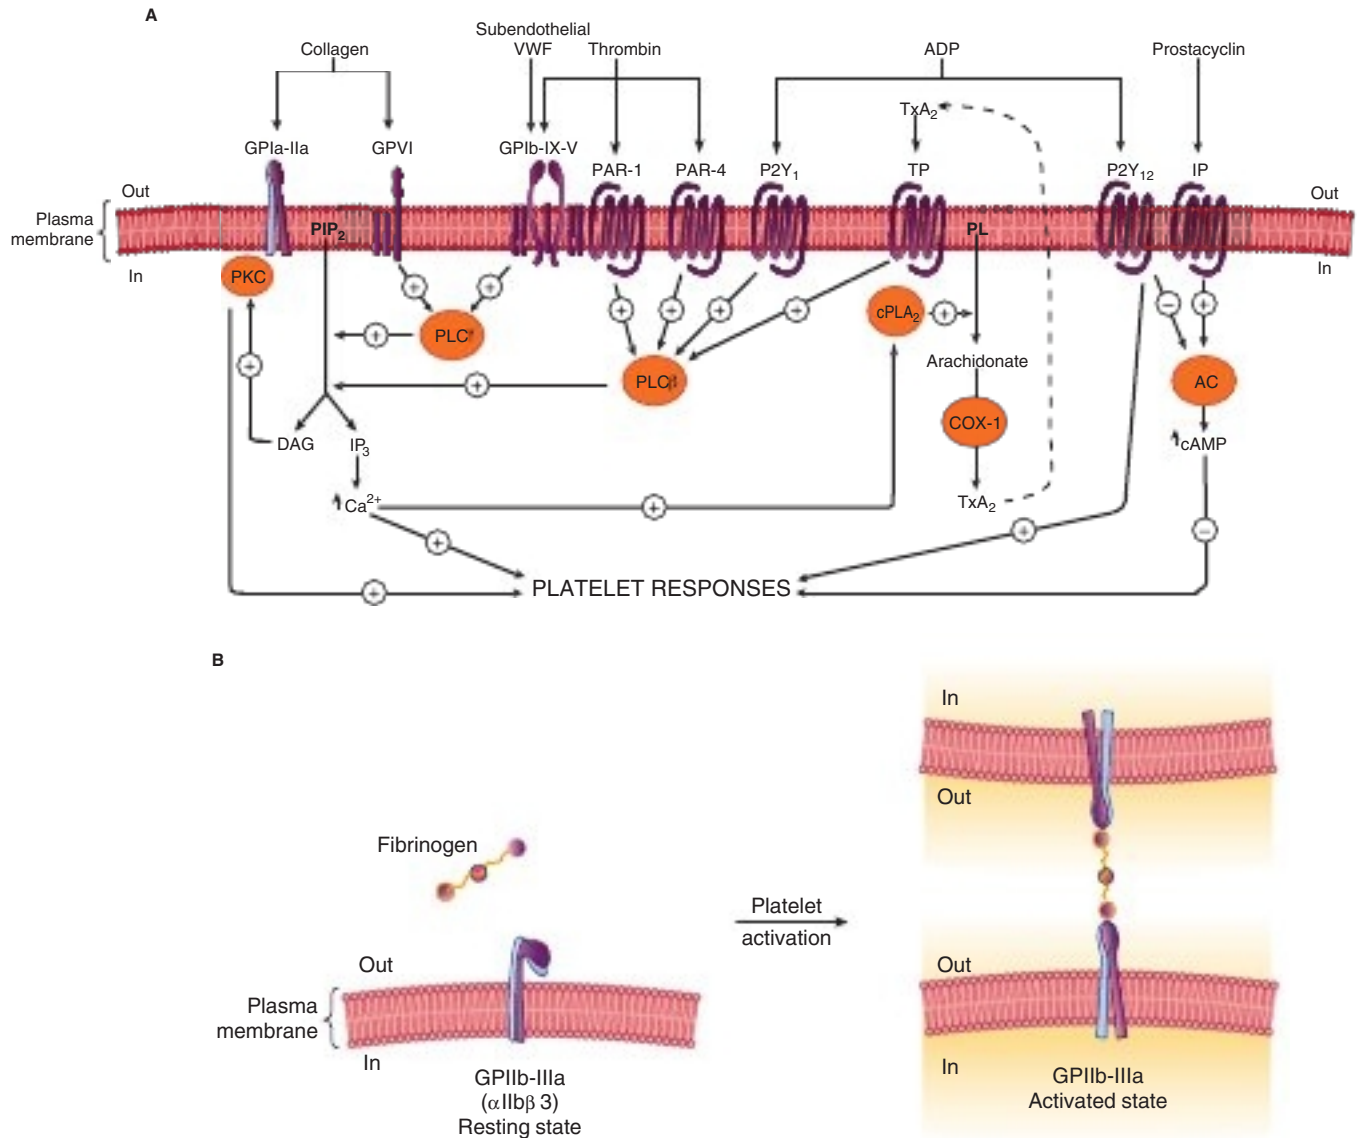 A
Collagen
Subendothelial
VWF
Thrombin
ADP
Prostacyclin
TxA2
GPIa-IIa
GPVI
GPIb-IX-V
PAR-1
PAR-4
P2Y1
TP
P2Y12
IP
Out
Out
Plasma
membrane
PIP2
PL
In
In
PKC
+
+
+
+
+
+
+
−
+
cPLA2
+
PLC
+
PLCβ
+
+
Arachidonate
AC
COX-1
DAG
IP3
cAMP
Ca2+
+
TxA2
+
+
−
+
PLATELET RESPONSES
B
In
Out
Fibrinogen
Platelet
activation
Out
Out
Plasma
membrane
In
In
GPIIb-IIIa
(αIIbβ 3)
Resting state
GPIIb-IIIa
Activated state